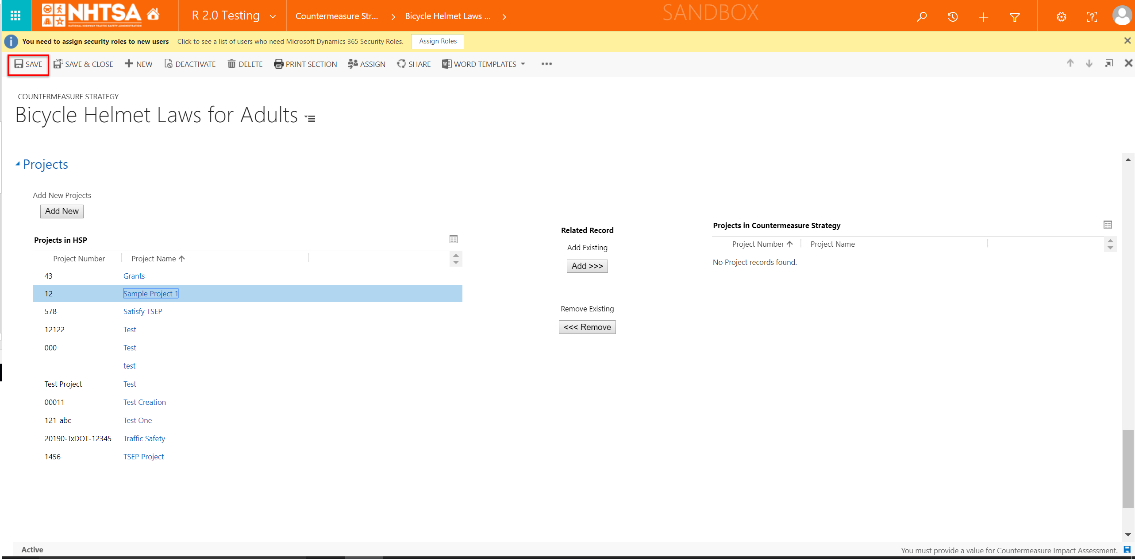 NHTSA
R 2.0 Testing
Countermeasure Str...
Bicycle Helmet Laws ...
SANDBOX
You need to assign security roles to new users Click to see a list of users who need Microsoft Dynamics 365 Security Roles. Assign Roles
SAVE SAVE & CLOSE NEW DEACTIVATE DELETE PRINT SECTION ASSIGN SHARE WORD TEMPLATES
COUNTERMEASURE STRATEGY
Bicycle Helmet Laws for Adults
Projects
Add New Projects
Add New
Projects in HSP
Project Number Project Name
43 Grants
12 Sample Project 1
578 Satisfy TSEP
12122 Test
000 Test
test
Test Project Test
00011 Test Creation
121 abc Test One
20190-TxDOT-12345 Traffic Safety
1456 TSEP Project
Related Record
Add Existing
Add >>>
Remove Existing
<<< Remove
Projects in Countermeasure Strategy
Project Number Project Name
No Project records found.
Active
You must provide a value for Countermeasure Impact Assessment.